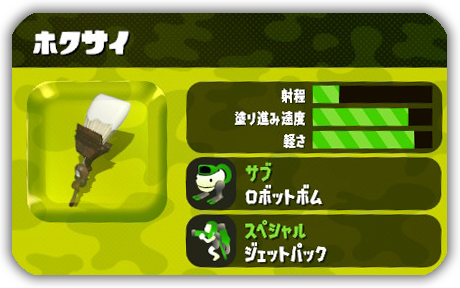 ホクサイ
射程
塗り進み速度
軽さ
サブ
ロボットボム
スペシャル
ジェットパック